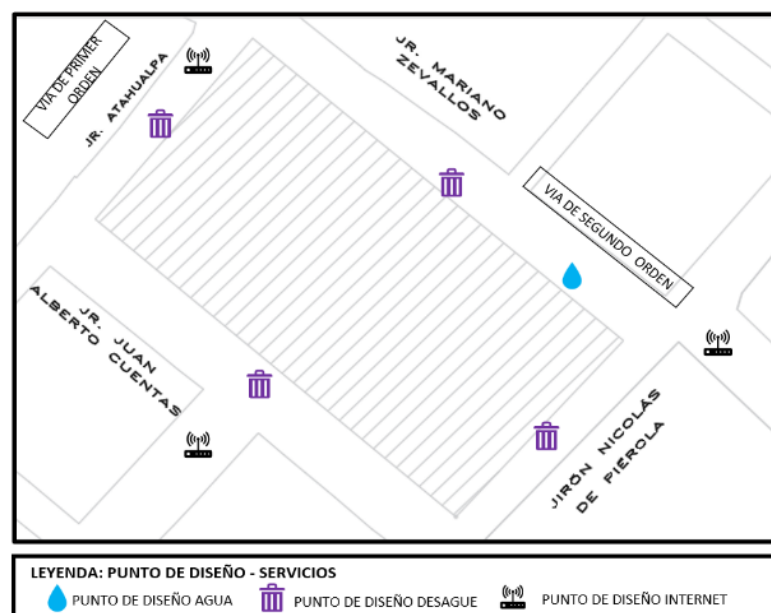 VIA DE PRIMER
ORDEN
JR. ATAHUALPA
JR. MARIANO
ZEVALLOS
VIA DE SEGUNDO ORDEN
JR. JUAN
ALBERTO CUENTAS
JIRÓN NICOLÁS
DE PIÉROLA
LEYENDA: PUNTO DE DISEÑO - SERVICIOS
PUNTO DE DISEÑO AGUA
PUNTO DE DISEÑO DESAGUE
PUNTO DE DISEÑO INTERNET